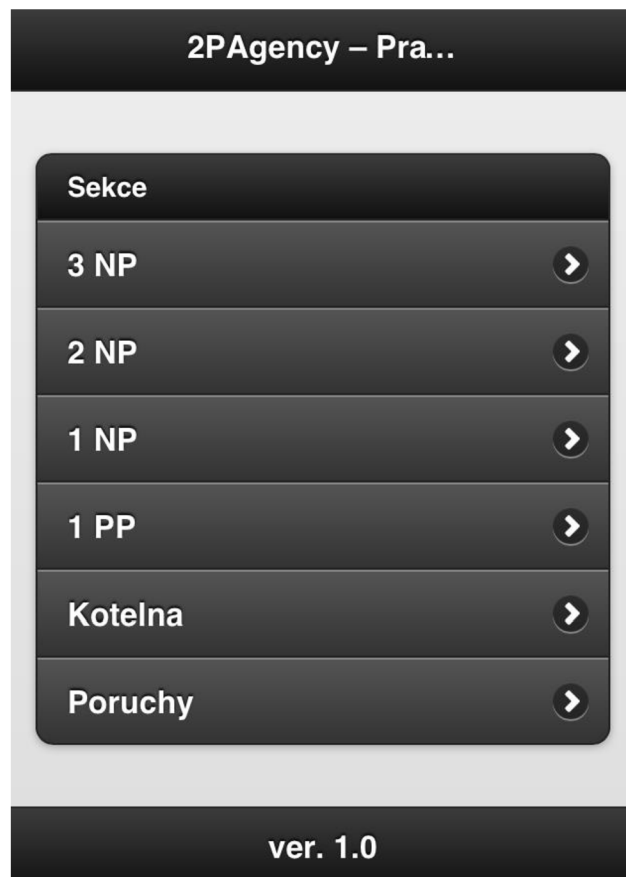 2PAgency – Pra...
Sekce
3 NP
2 NP
1 NP
1 PP
Kotelna
Poruchy
ver. 1.0